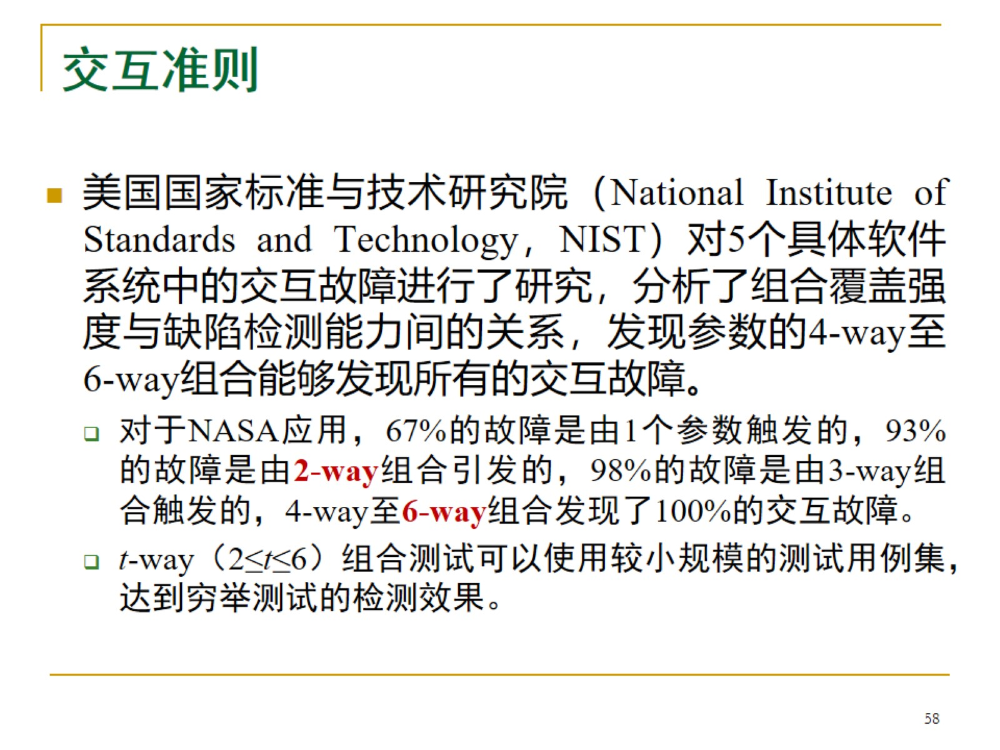 交互准则
美国国家标准与技术研究院（National Institute of
Standards and Technology，NIST）对5个具体软件
系统中的交互故障进行了研究，分析了组合覆盖强
度与缺陷检测能力间的关系，发现参数的4-way至
6-way组合能够发现所有的交互故障。
对于NASA应用，67%的故障是由1个参数触发的，93%
的故障是由2-way组合引发的，98%的故障是由3-way组
合触发的，4-way至6-way组合发现了100%的交互故障。
t-way（2≤t≤6）组合测试可以使用较小规模的测试用例集，
达到穷举测试的检测效果。
58